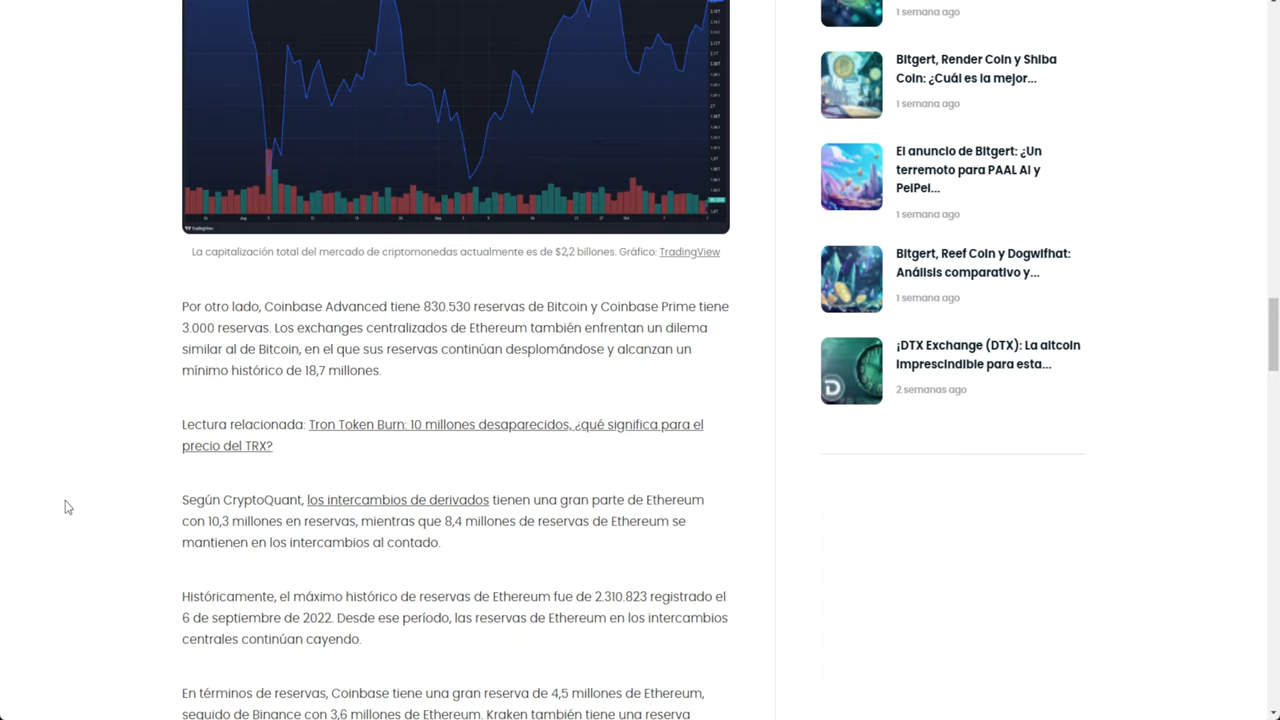 La capitalización total del mercado de criptomonedas actualmente es de $2,2 billones. Gráfico: TradingView
Por otro lado, Coinbase Advanced tiene 830.530 reservas de Bitcoin y Coinbase Prime tiene
3.000 reservas. Los exchanges centralizados de Ethereum también enfrentan un dilema
similar al de Bitcoin, en el que sus reservas continúan desplomándose y alcanzan un
mínimo histórico de 18,7 millones.
Lectura relacionada: Tron Token Burn: 10 millones desaparecidos, ¿qué significa para el
precio del TRX?
Según CryptoQuant, los intercambios de derivados tienen una gran parte de Ethereum
con 10,3 millones en reservas, mientras que 8,4 millones de reservas de Ethereum se
mantienen en los intercambios al contado.
Históricamente, el máximo histórico de reservas de Ethereum fue de 2.310.823 registrado el
6 de septiembre de 2022. Desde ese período, las reservas de Ethereum en los intercambios
centrales continúan cayendo.
En términos de reservas, Coinbase tiene una gran reserva de 4,5 millones de Ethereum,
seguido de Binance con 3,6 millones de Ethereum. Kraken también tiene una reserva
1 semana ago
Bitgert, Render Coin y Shiba
Coin: ¿Cuál es la mejor...
1 semana ago
El anuncio de Bitgert: ¿Un
terremoto para PAAL AI y
PeiPei...
1 semana ago
Bitgert, Reef Coin y Dogwifhat:
Análisis comparativo y...
1 semana ago
¡DTX Exchange (DTX): La altcoin
imprescindible para esta...
2 semanas ago